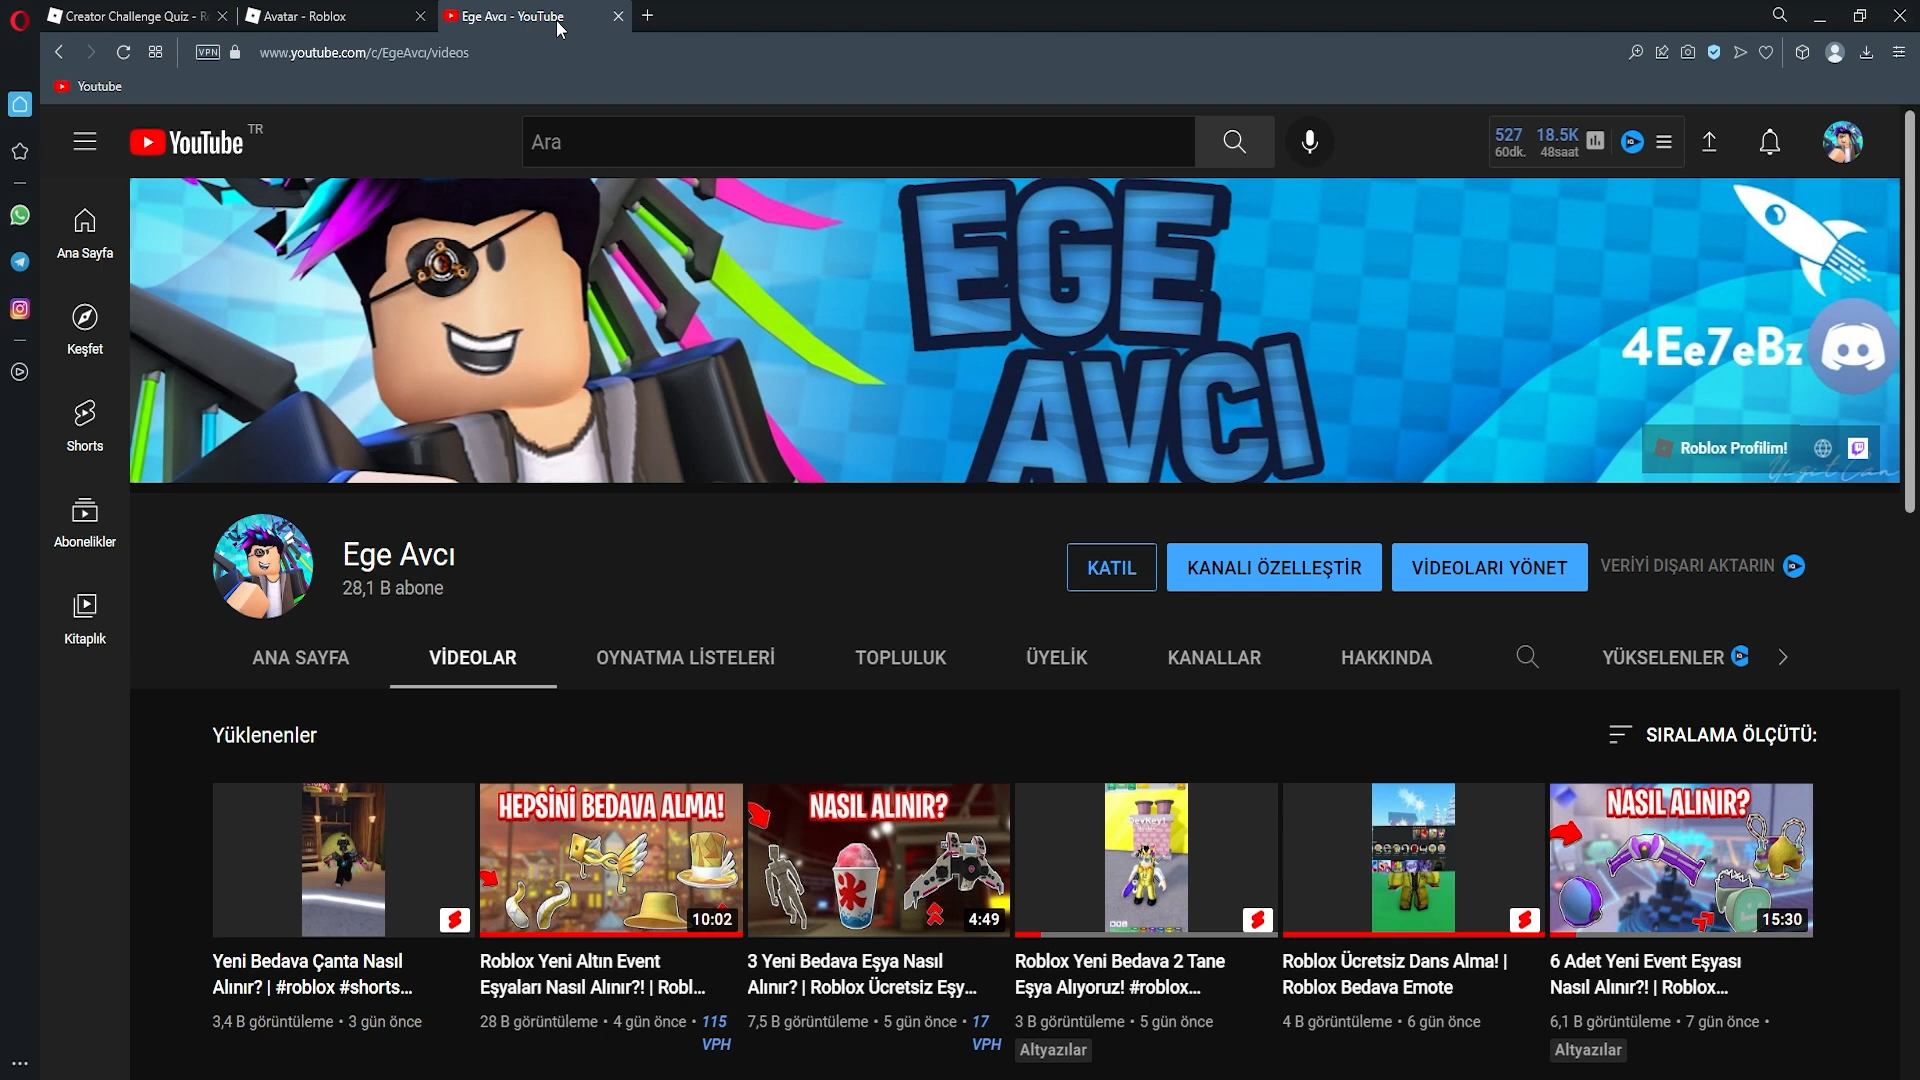 Creator Challenge Quiz - R
Avatar - Roblox
Ege Avcı - YouTube
VPN
www.youtube.com/c/EgeAvcı/videos
Youtube
YouTube
TR
Ara
527
60dk.
18.5K
48saat
Ana Sayfa
Keşfet
Shorts
Abonelikler
Kitaplık
EGE
AVCI
4Ee7eBz
Roblox Profilim!
Ege Avcı
28,1 B abone
KATIL
KANALI ÖZELLEŞTİR
VİDEOLARI YÖNET
VERİYİ DIŞARI AKTARIN
ANA SAYFA
VİDEOLAR
OYNATMA LİSTELERİ
TOPLULUK
ÜYELİK
KANALLAR
HAKKINDA
YÜKSELENLER
Yüklenenler
SIRALAMA ÖLÇÜTÜ:
HEPSİNİ BEDAVA ALMA!
10:02
NASIL ALINIR?
4:49
DevKey1
NASIL ALINIR?
15:30
Yeni Bedava Çanta Nasıl
Alınır? | #roblox #shorts...
3,4 B görüntüleme • 3 gün önce
Roblox Yeni Altın Event
Eşyaları Nasıl Alınır?! | Robl...
28 B görüntüleme • 4 gün önce • 115
VPH
3 Yeni Bedava Eşya Nasıl
Alınır? | Roblox Ücretsiz Eşy...
7,5 B görüntüleme • 5 gün önce • 17
VPH
Roblox Yeni Bedava 2 Tane
Eşya Alıyoruz! #roblox...
3 B görüntüleme • 5 gün önce
Altyazılar
Roblox Ücretsiz Dans Alma! |
Roblox Bedava Emote
4 B görüntüleme • 6 gün önce
6 Adet Yeni Event Eşyası
Nasıl Alınır?! | Roblox...
6,1 B görüntüleme • 7 gün önce •
Altyazılar